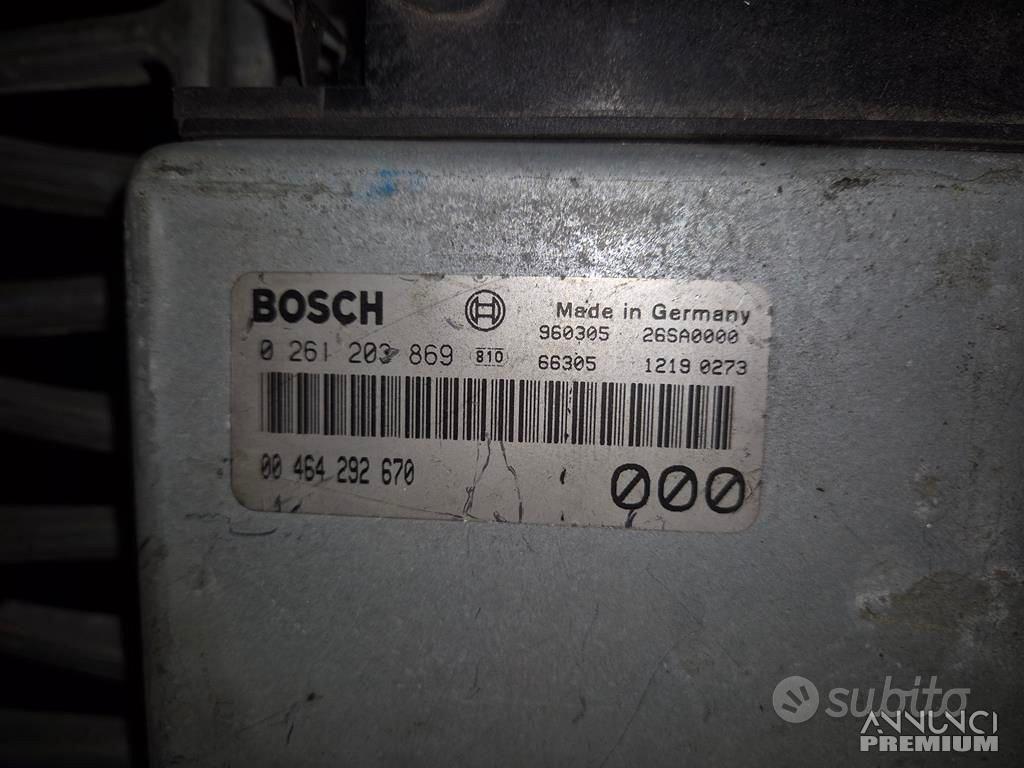 BOSCH Made in Germany
960305 26SA0000
0 261 203 869 810 66305 1219 0273
00 464 292 670 000
subito
ANNUNCI
PREMIUM